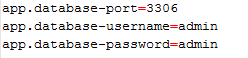 app.database-port=3306
app.database-username=admin
app.database-password=admin